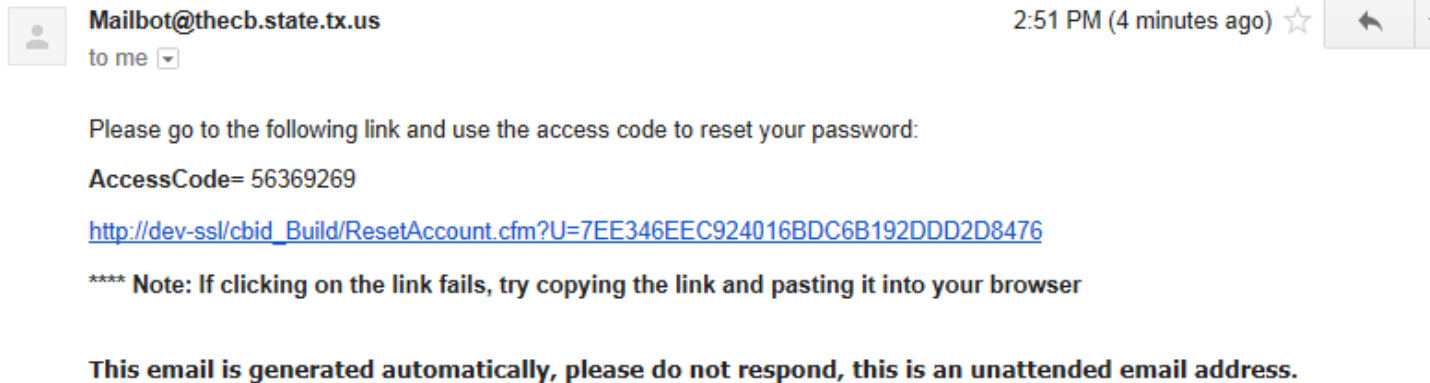 Mailbot@thecb.state.tx.us 2:51 PM (4 minutes ago)
to me
Please go to the following link and use the access code to reset your password:
AccessCode= 56369269
http://dev-ssl/cbid_Build/ResetAccount.cfm?U=7EE346EEC924016BDC6B192DDD2D8476
**** Note: If clicking on the link fails, try copying the link and pasting it into your browser
This email is generated automatically, please do not respond, this is an unattended email address.